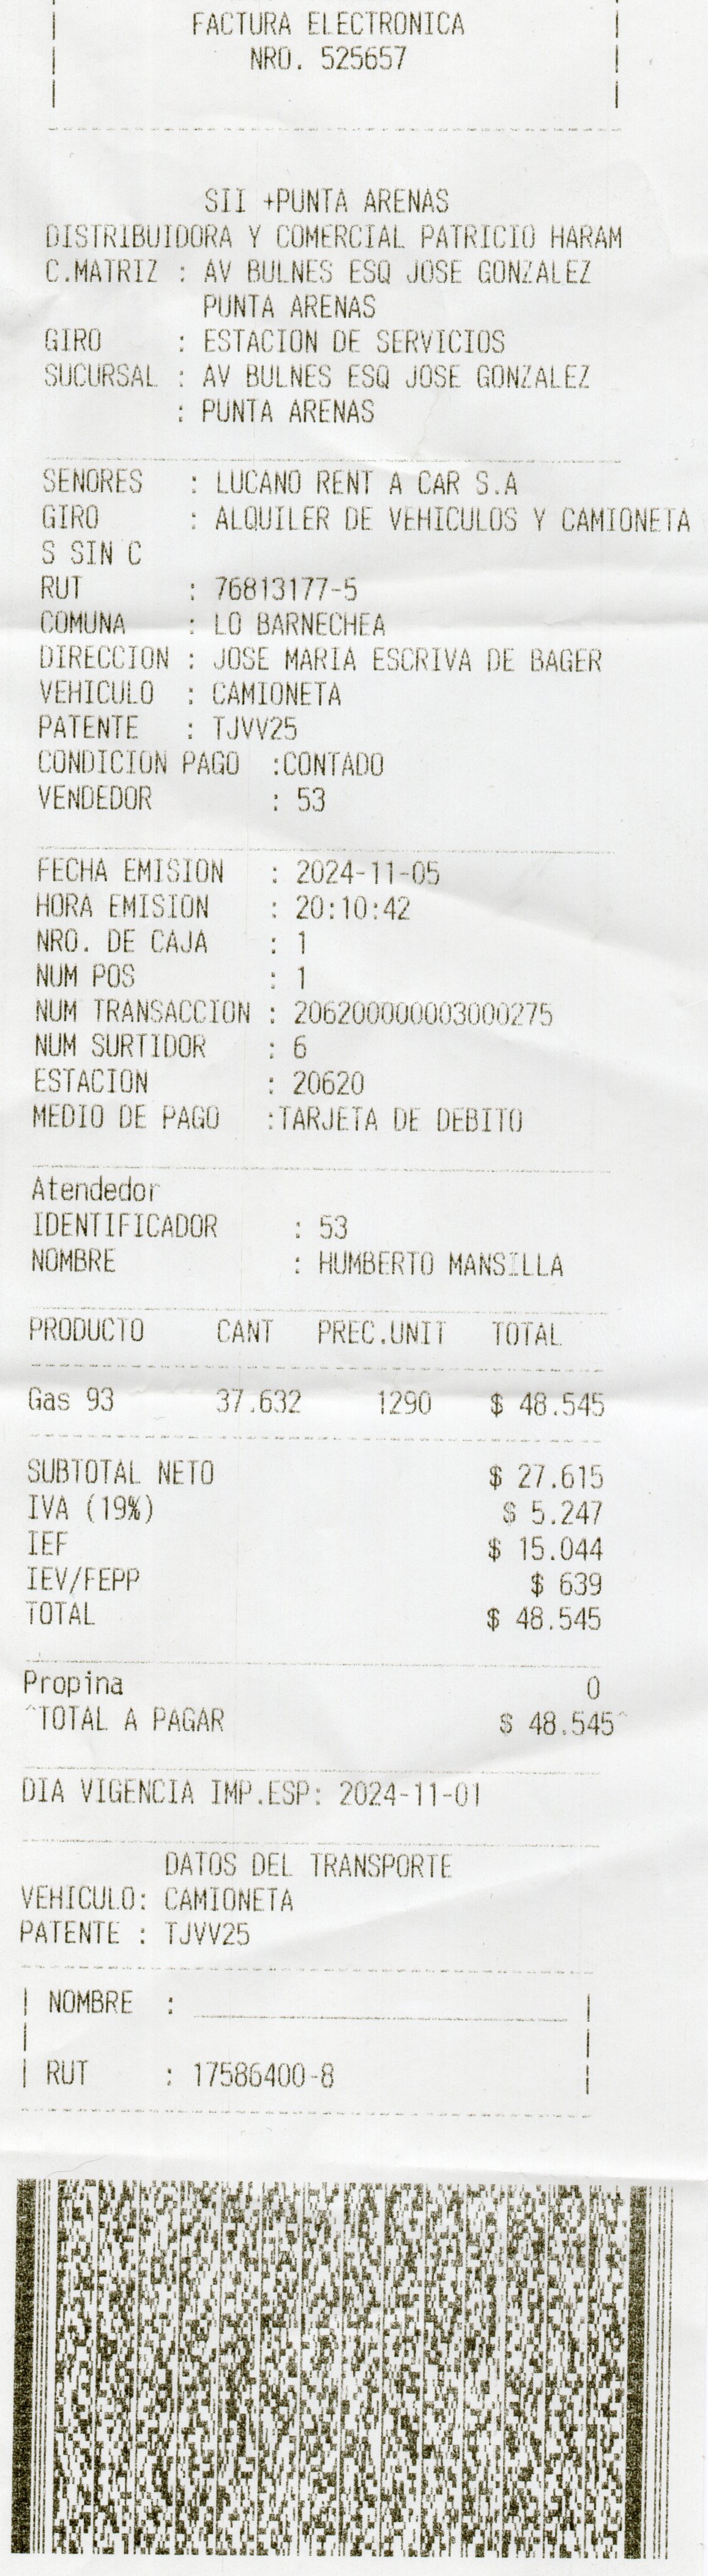 FACTURA ELECTRONICA
NRO. 525657
SII +PUNTA ARENAS
DISTRIBUIDORA Y COMERCIAL PATRICIO HARAM
C.MATRIZ : AV BULNES ESQ JOSE GONZALEZ
PUNTA ARENAS
GIRO : ESTACION DE SERVICIOS
SUCURSAL : AV BULNES ESQ JOSE GONZALEZ
: PUNTA ARENAS
SENORES : LUCANO RENT A CAR S.A
GIRO : ALQUILER DE VEHICULOS Y CAMIONETA
S SIN C
RUT : 76813177-5
COMUNA : LO BARNECHEA
DIRECCION : JOSE MARIA ESCRIVA DE BAGER
VEHICULO : CAMIONETA
PATENTE : TJVV25
CONDICION PAGO :CONTADO
VENDEDOR : 53
FECHA EMISION : 2024-11-05
HORA EMISION : 20:10:42
NRO. DE CAJA : 1
NUM POS : 1
NUM TRANSACCION : 206200000003000275
NUM SURTIDOR : 6
ESTACION : 20620
MEDIO DE PAGO :TARJETA DE DEBITO
Atendedor
IDENTIFICADOR : 53
NOMBRE : HUMBERTO MANSILLA
PRODUCTO CANT PREC.UNIT TOTAL
Gas 93 37.632 1290 $ 48.545
SUBTOTAL NETO $ 27.615
IVA (19%) $ 5.247
IEF $ 15.044
IEV/FEPP $ 639
TOTAL $ 48.545
Propina 0
^TOTAL A PAGAR $ 48.545^
DIA VIGENCIA IMP.ESP: 2024-11-01
DATOS DEL TRANSPORTE
VEHICULO: CAMIONETA
PATENTE : TJVV25
NOMBRE :
RUT : 17586400-8